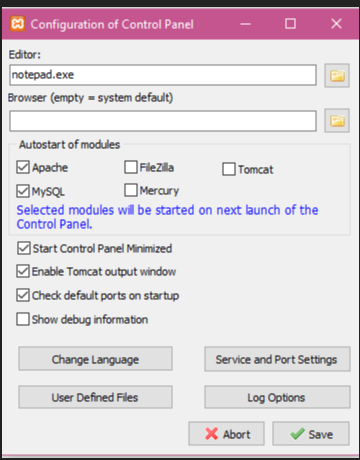 Configuration of Control Panel
Editor:
notepad.exe
Browser (empty = system default)
Autostart of modules
Apache
FileZilla
Tomcat
MySQL
Mercury
Selected modules will be started on next launch of the
Control Panel.
Start Control Panel Minimized
Enable Tomcat output window
Check default ports on startup
Show debug information
Change Language
Service and Port Settings
User Defined Files
Log Options
Abort
Save